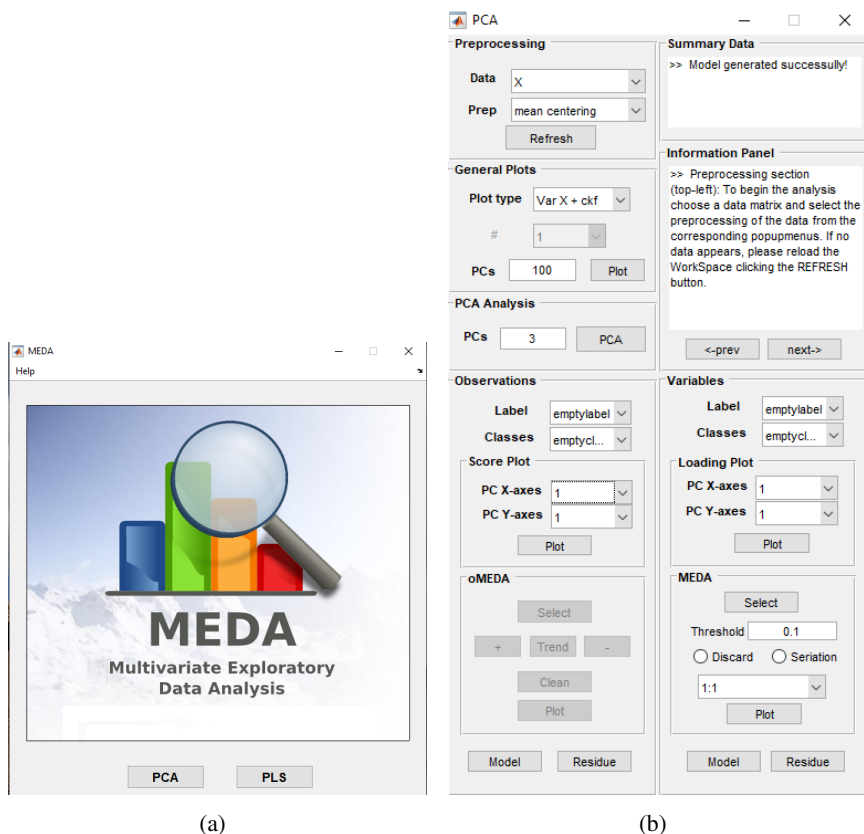 MEDA
Help
MEDA
Multivariate Exploratory
Data Analysis
PCA
PLS
(a)
PCA
Preprocessing
Data
X
Prep
mean centering
Refresh
General Plots
Plot type
Var X + ckf
#
1
PCs
100
Plot
PCA Analysis
PCs
3
PCA
Summary Data
>> Model generated successully!
Information Panel
>> Preprocessing section
(top-left): To begin the analysis
choose a data matrix and select the
preprocessing of the data from the
corresponding popupmenus. If no
data appears, please reload the
WorkSpace clicking the REFRESH
button.
<-prev
next->
Observations
Label
emptylabel
Classes
emptycl...
Score Plot
PC X-axes
1
PC Y-axes
1
Plot
oMEDA
Select
+
Trend
-
Clean
Plot
Model
Residue
Variables
Label
emptylabel
Classes
emptycl...
Loading Plot
PC X-axes
1
PC Y-axes
1
Plot
MEDA
Select
Threshold
0.1
Discard
Seriation
1:1
Plot
Model
Residue
(b)